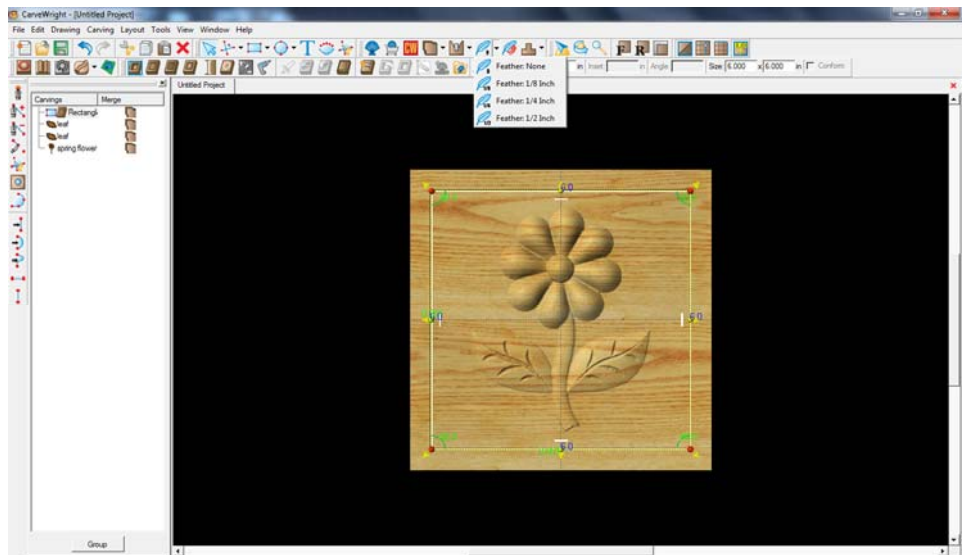 CarveWright - [Untitled Project]
File Edit Drawing Carving Layout Tools View Window Help
Feather: None
in Inset in Angle Size 6.000 x 6.000 in Conform
Feather: 1/8 Inch
Feather: 1/4 Inch
Feather: 1/2 Inch
Untitled Project
Carvings Merge
Rectangl
leaf
leaf
spring flower
Group